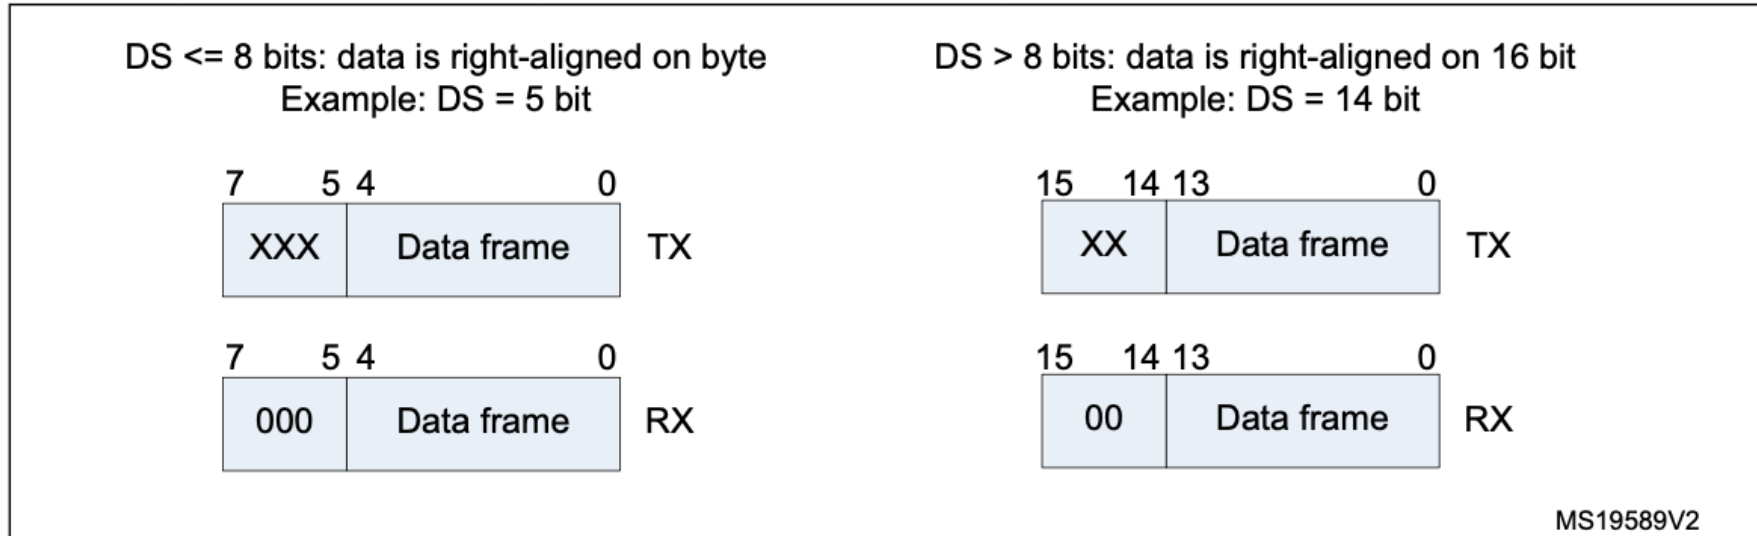 DS <= 8 bits: data is right-aligned on byte
Example: DS = 5 bit
7 5 4 0
XXX Data frame TX
7 5 4 0
000 Data frame RX
DS > 8 bits: data is right-aligned on 16 bit
Example: DS = 14 bit
15 14 13 0
XX Data frame TX
15 14 13 0
00 Data frame RX
MS19589V2